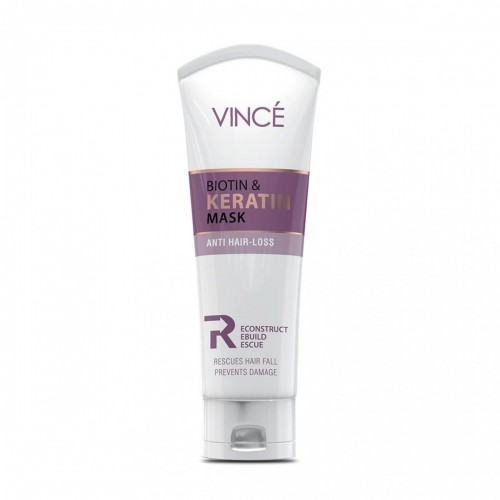 VINCÉ
BIOTIN &
KERATIN
MASK
ANTI HAIR-LOSS
R
ECONSTRUCT
EBUILD
ESCUE
RESCUES HAIR FALL
PREVENTS DAMAGE